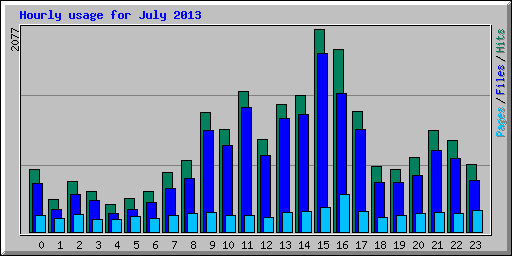 Hourly usage for July 2013
2077
Pages / Files / Hits
0 1 2 3 4 5 6 7 8 9 10 11 12 13 14 15 16 17 18 19 20 21 22 23